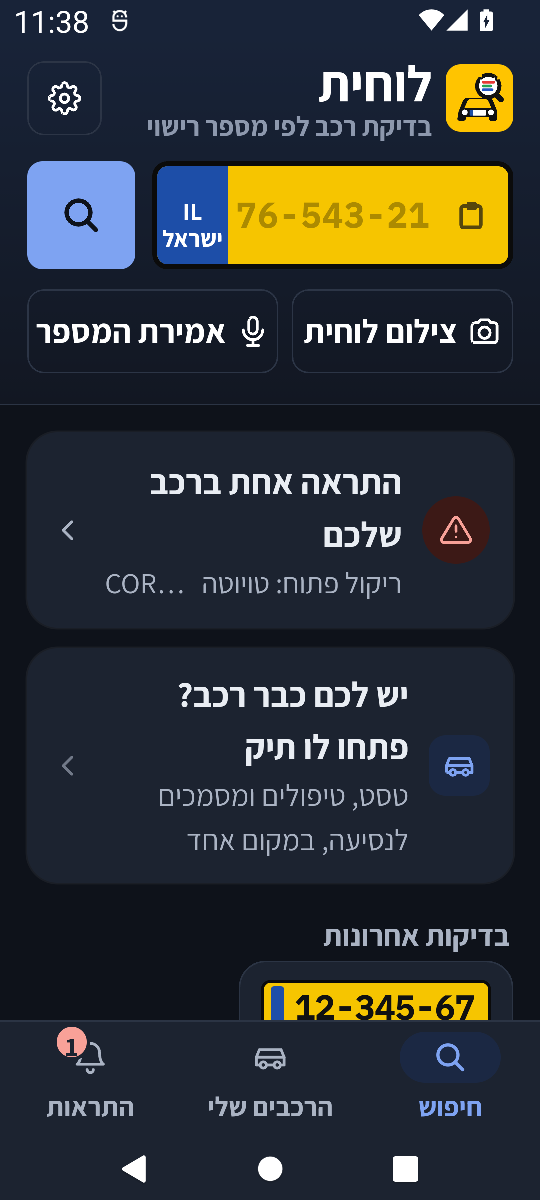 11:38
לוחית
בדיקת רכב לפי מספר רישוי
76-543-21
IL
ישראל
צילום לוחית
אמירת המספר
התראה אחת ברכב
שלכם
ריקול פתוח: טויוטה COR…
יש לכם כבר רכב?
פתחו לו תיק
טסט, טיפולים ומסמכים
לנסיעה, במקום אחד
בדיקות אחרונות
12-345-67
חיפוש
הרכבים שלי
1
התראות